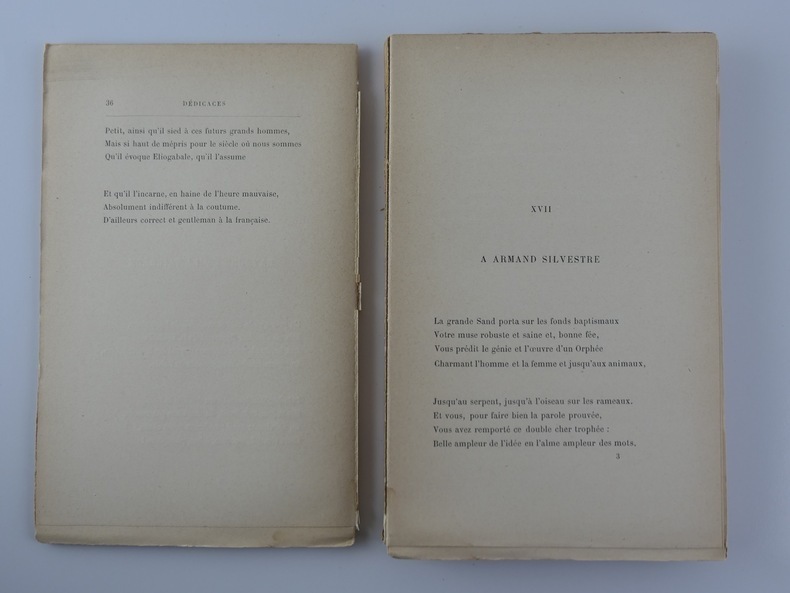 36 DÉDICACES
Petit, ainsi qu'il sied à ces futurs grands hommes,
Mais si haut de mépris pour le siècle où nous sommes
Qu'il évoque Eliogabale, qu'il l'assume
Et qu'il l'incarne, en haine de l'heure mauvaise,
Absolument indifférent à la coutume.
D'ailleurs correct et gentleman à la française.
XVII
A ARMAND SILVESTRE
La grande Sand porta sur les fonds baptismaux
Votre muse robuste et saine et, bonne fée,
Vous prédit le génie et l'œuvre d'un Orphée
Charmant l'homme et la femme et jusqu'aux animaux,
Jusqu'au serpent, jusqu'à l'oiseau sur les rameaux.
Et vous, pour faire bien la parole prouvée,
Vous avez remporté ce double cher trophée :
Belle ampleur de l'idée en l'alme ampleur des mots,
3